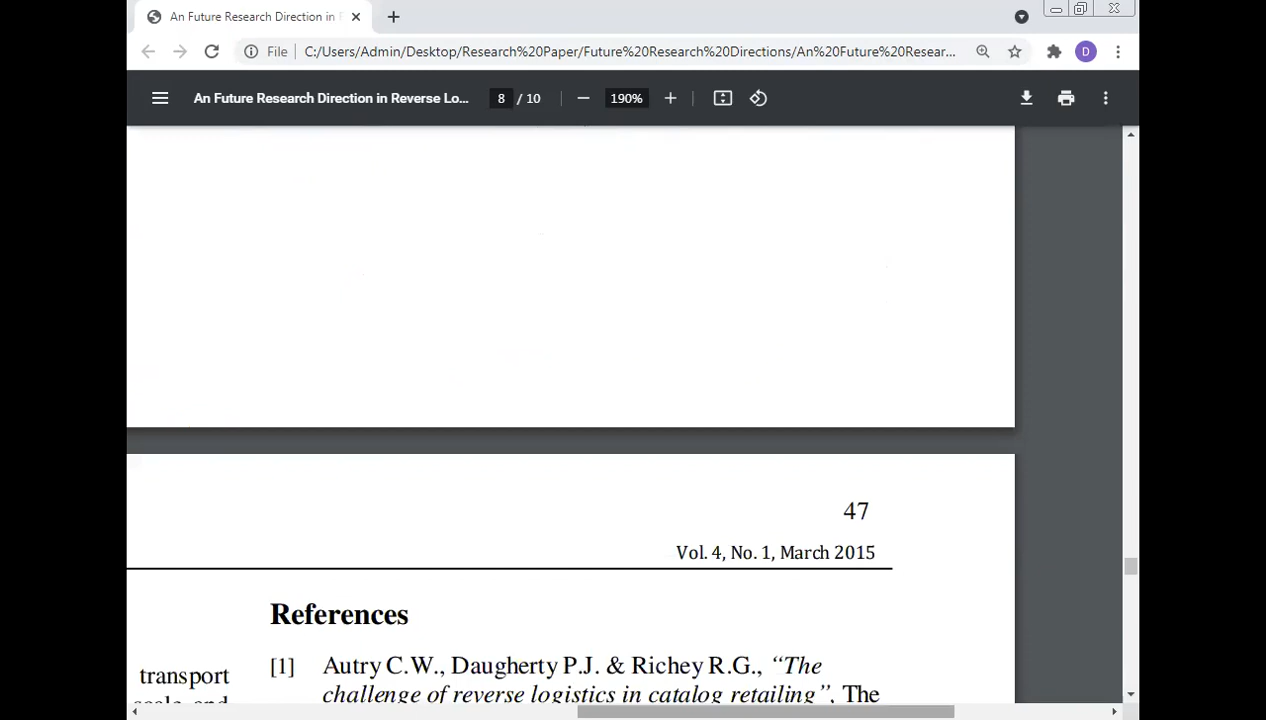 An Future Research Direction in
File C:/Users/Admin/Desktop/Research%20Paper/Future%20Research%20Directions/An%20Future%20Resear...
D
An Future Research Direction in Reverse Lo... 8 / 10 190%
47
Vol. 4, No. 1, March 2015
References
transport
[1] Autry C.W., Daugherty P.J. & Richey R.G., “The
scale and
challenge of reverse logistics in catalog retailing”, The